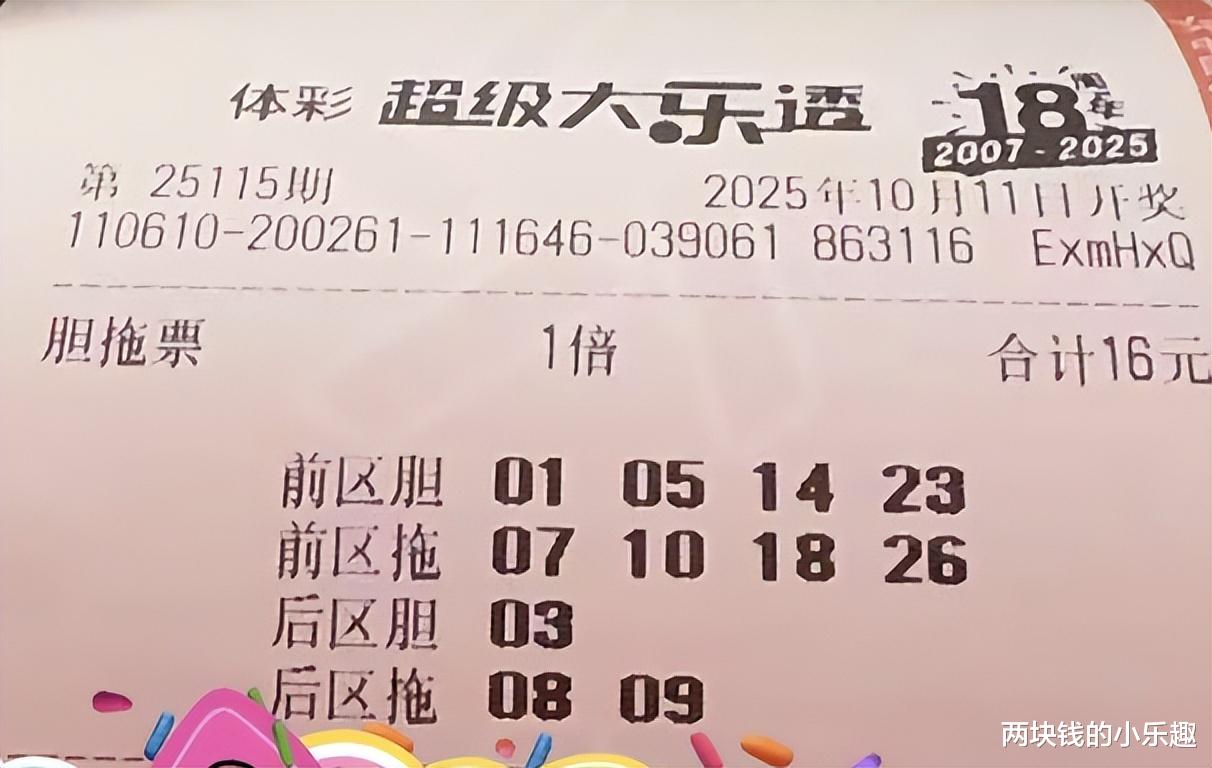 体彩 超级大乐透 18周年
2007-2025
第 25115期 2025年10月11日开奖
110610-200261-111646-039061 863116 ExmHxQ
胆拖票 1倍 合计16元
前区胆 01 05 14 23
前区拖 07 10 18 26
后区胆 03
后区拖 08 09
两块钱的小乐趣